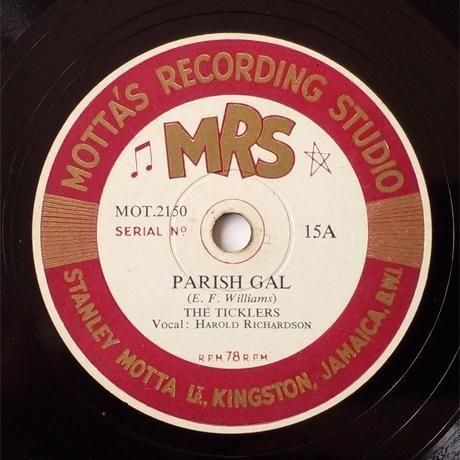 MOTTA'S RECORDING STUDIO
MRS
MOT.2150
SERIAL No 15A
PARISH GAL
(E. F. Williams)
THE TICKLERS
Vocal: HAROLD RICHARDSON
RPM 78 RPM
STANLEY MOTTA LTD., KINGSTON, JAMAICA, B.W.I.